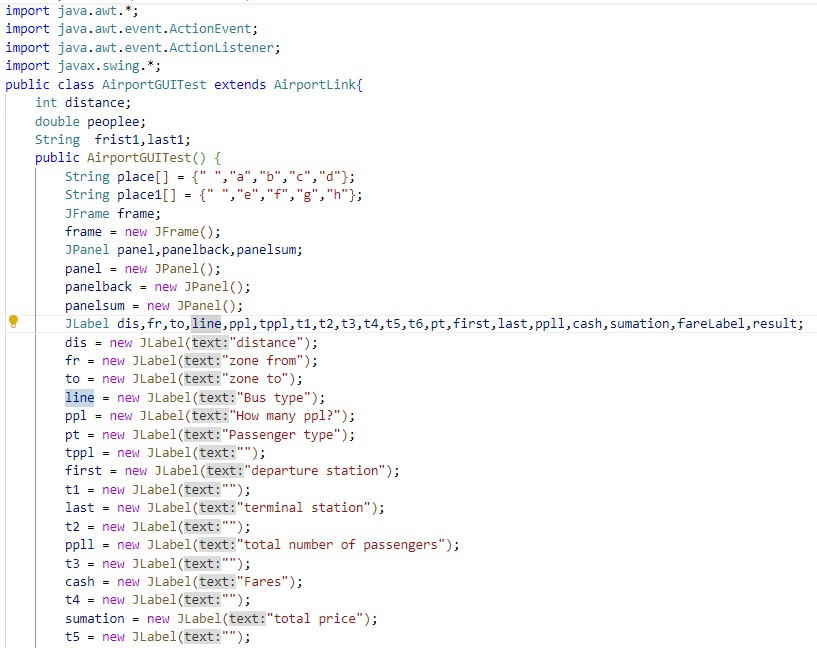 import java.awt.*;
import java.awt.event.ActionEvent;
import java.awt.event.ActionListener;
import javax.swing.*;
public class AirportGUITest extends AirportLink{
    int distance;
    double peoplee;
    String  frist1,last1;
    public AirportGUITest() {
        String place[] = {" ","a","b","c","d"};
        String place1[] = {" ","e","f","g","h"};
        JFrame frame;
        frame = new JFrame();
        JPanel panel,panelback,panelsum;
        panel = new JPanel();
        panelback = new JPanel();
        panelsum = new JPanel();
        JLabel dis,fr,to,line,ppl,tppl,t1,t2,t3,t4,t5,t6,pt,first,last,ppll,cash,sumation,fareLabel,result;
        dis = new JLabel(text:"distance");
        fr = new JLabel(text:"zone from");
        to = new JLabel(text:"zone to");
        line = new JLabel(text:"Bus type");
        ppl = new JLabel(text:"How many ppl?");
        pt = new JLabel(text:"Passenger type");
        tppl = new JLabel(text:"");
        first = new JLabel(text:"departure station");
        t1 = new JLabel(text:"");
        last = new JLabel(text:"terminal station");
        t2 = new JLabel(text:"");
        ppll = new JLabel(text:"total number of passengers");
        t3 = new JLabel(text:"");
        cash = new JLabel(text:"Fares");
        t4 = new JLabel(text:"");
        sumation = new JLabel(text:"total price");
        t5 = new JLabel(text:"");